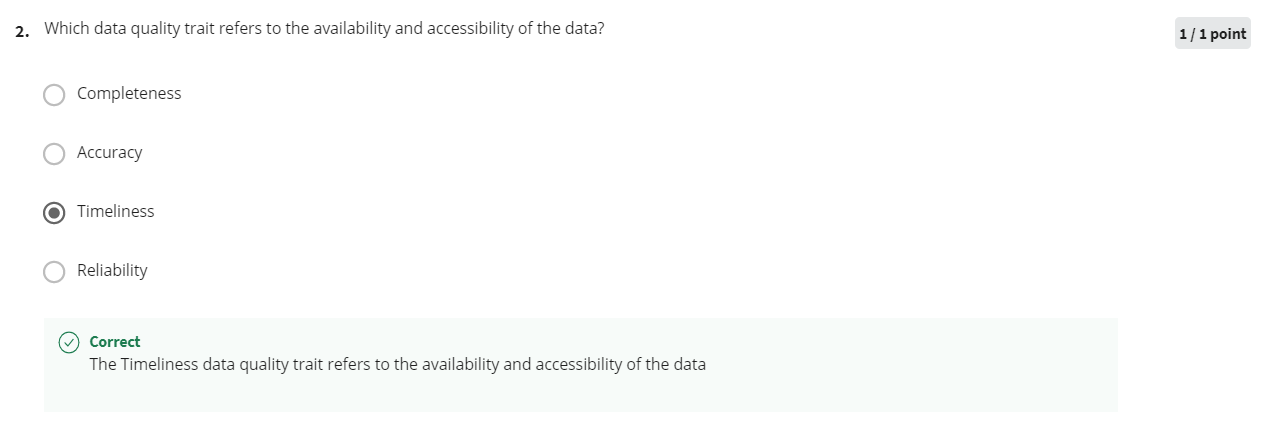 2. Which data quality trait refers to the availability and accessibility of the data?
1 / 1 point
Completeness
Accuracy
Timeliness
Reliability
Correct
The Timeliness data quality trait refers to the availability and accessibility of the data